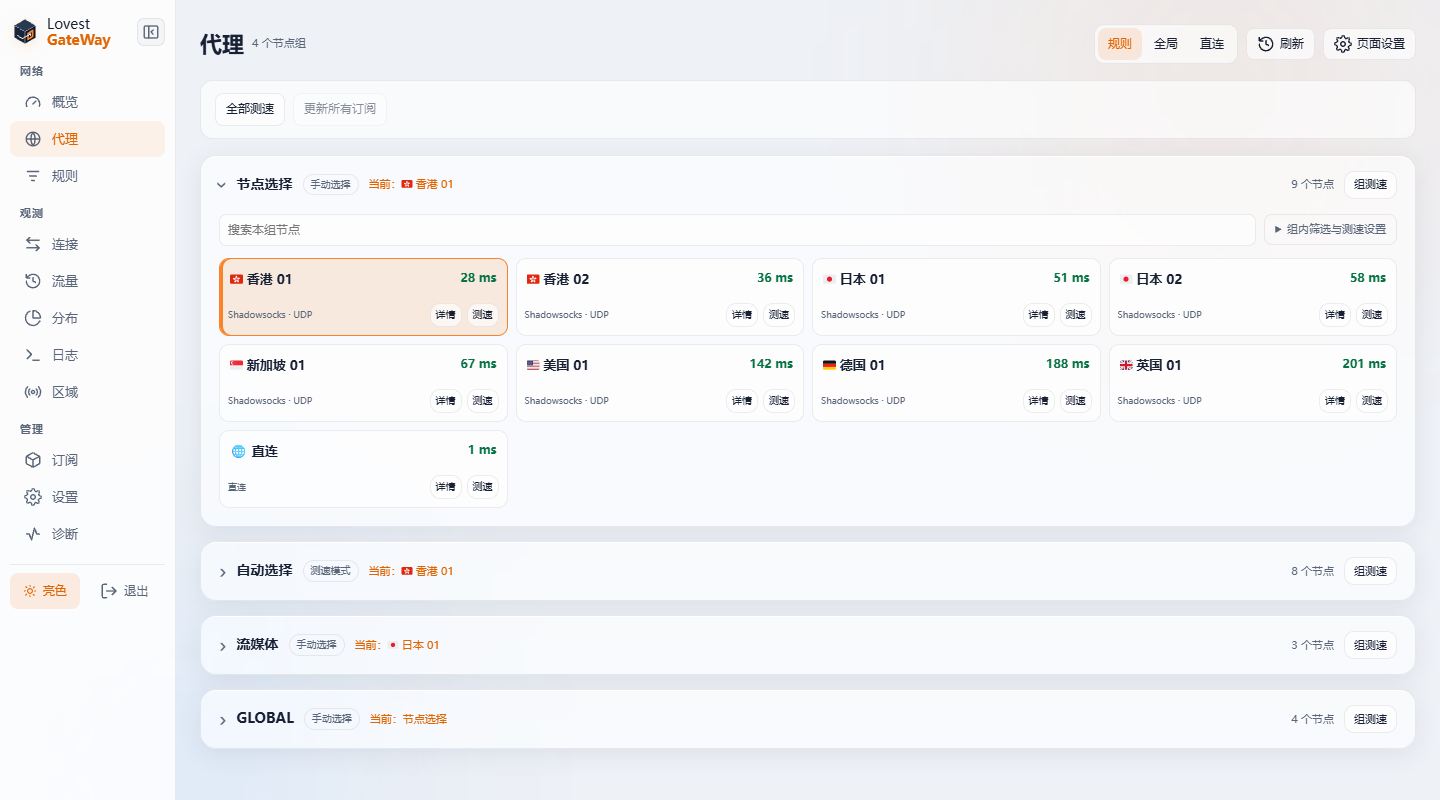 Lovest
GateWay
网络
概览
代理
规则
观测
连接
流量
分布
日志
区域
管理
订阅
设置
诊断
亮色 退出
代理 4 个节点组
规则 全局 直连 刷新 页面设置
全部测速 更新所有订阅
节点选择 手动选择 当前: 香港 01 9 个节点 组测速
搜索本组节点 组内筛选与测速设置
香港 01 28 ms
Shadowsocks · UDP 详情 测速
香港 02 36 ms
Shadowsocks · UDP 详情 测速
日本 01 51 ms
Shadowsocks · UDP 详情 测速
日本 02 58 ms
Shadowsocks · UDP 详情 测速
新加坡 01 67 ms
Shadowsocks · UDP 详情 测速
美国 01 142 ms
Shadowsocks · UDP 详情 测速
德国 01 188 ms
Shadowsocks · UDP 详情 测速
英国 01 201 ms
Shadowsocks · UDP 详情 测速
直连 1 ms
直连 详情 测速
自动选择 测速模式 当前: 香港 01 8 个节点 组测速
流媒体 手动选择 当前: 日本 01 3 个节点 组测速
GLOBAL 手动选择 当前: 节点选择 4 个节点 组测速